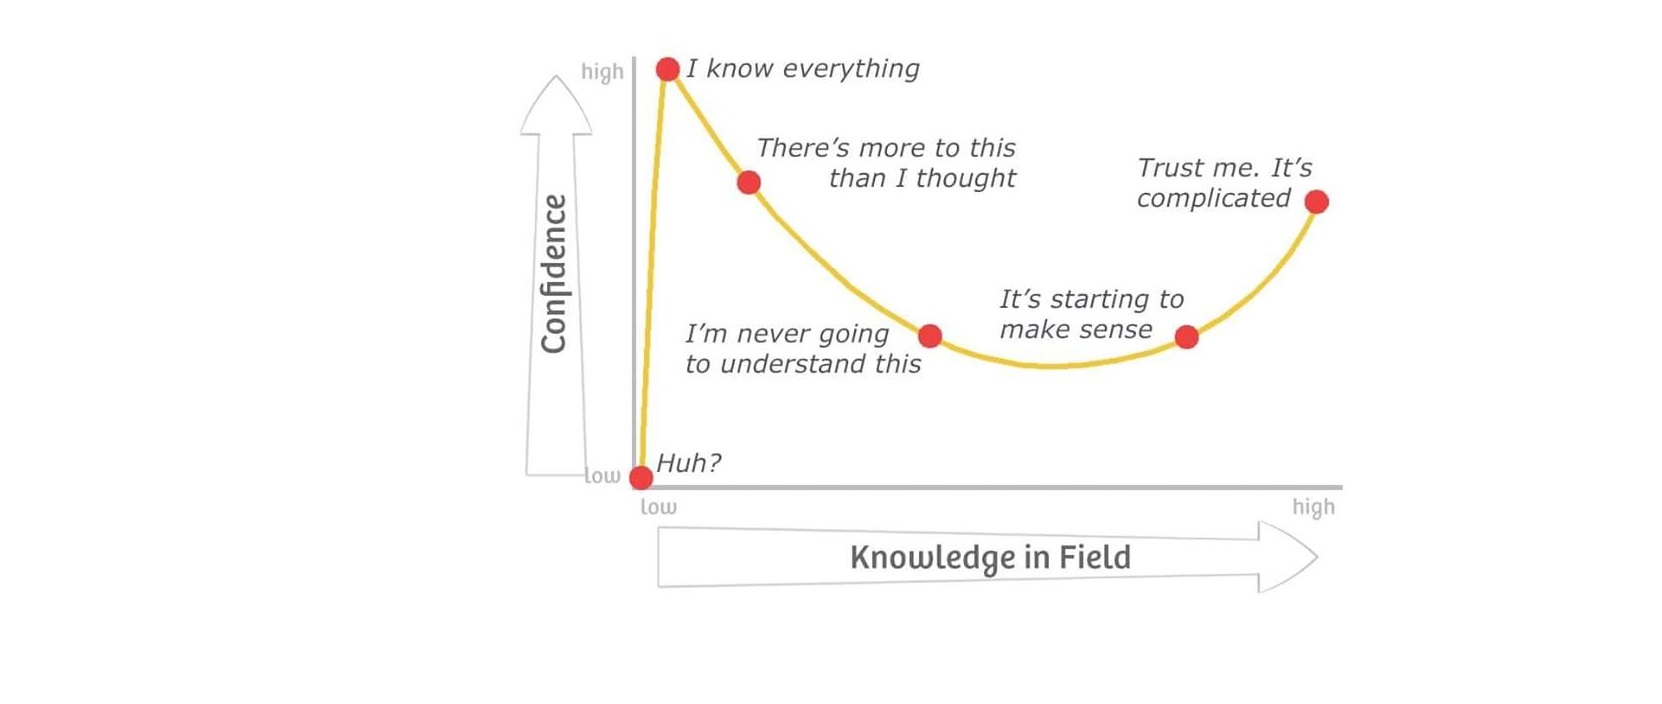 high
I know everything
There's more to this
than I thought
Trust me. It's
complicated
Confidence
It's starting to
make sense
I'm never going
to understand this
Huh?
low
low
high
Knowledge in Field